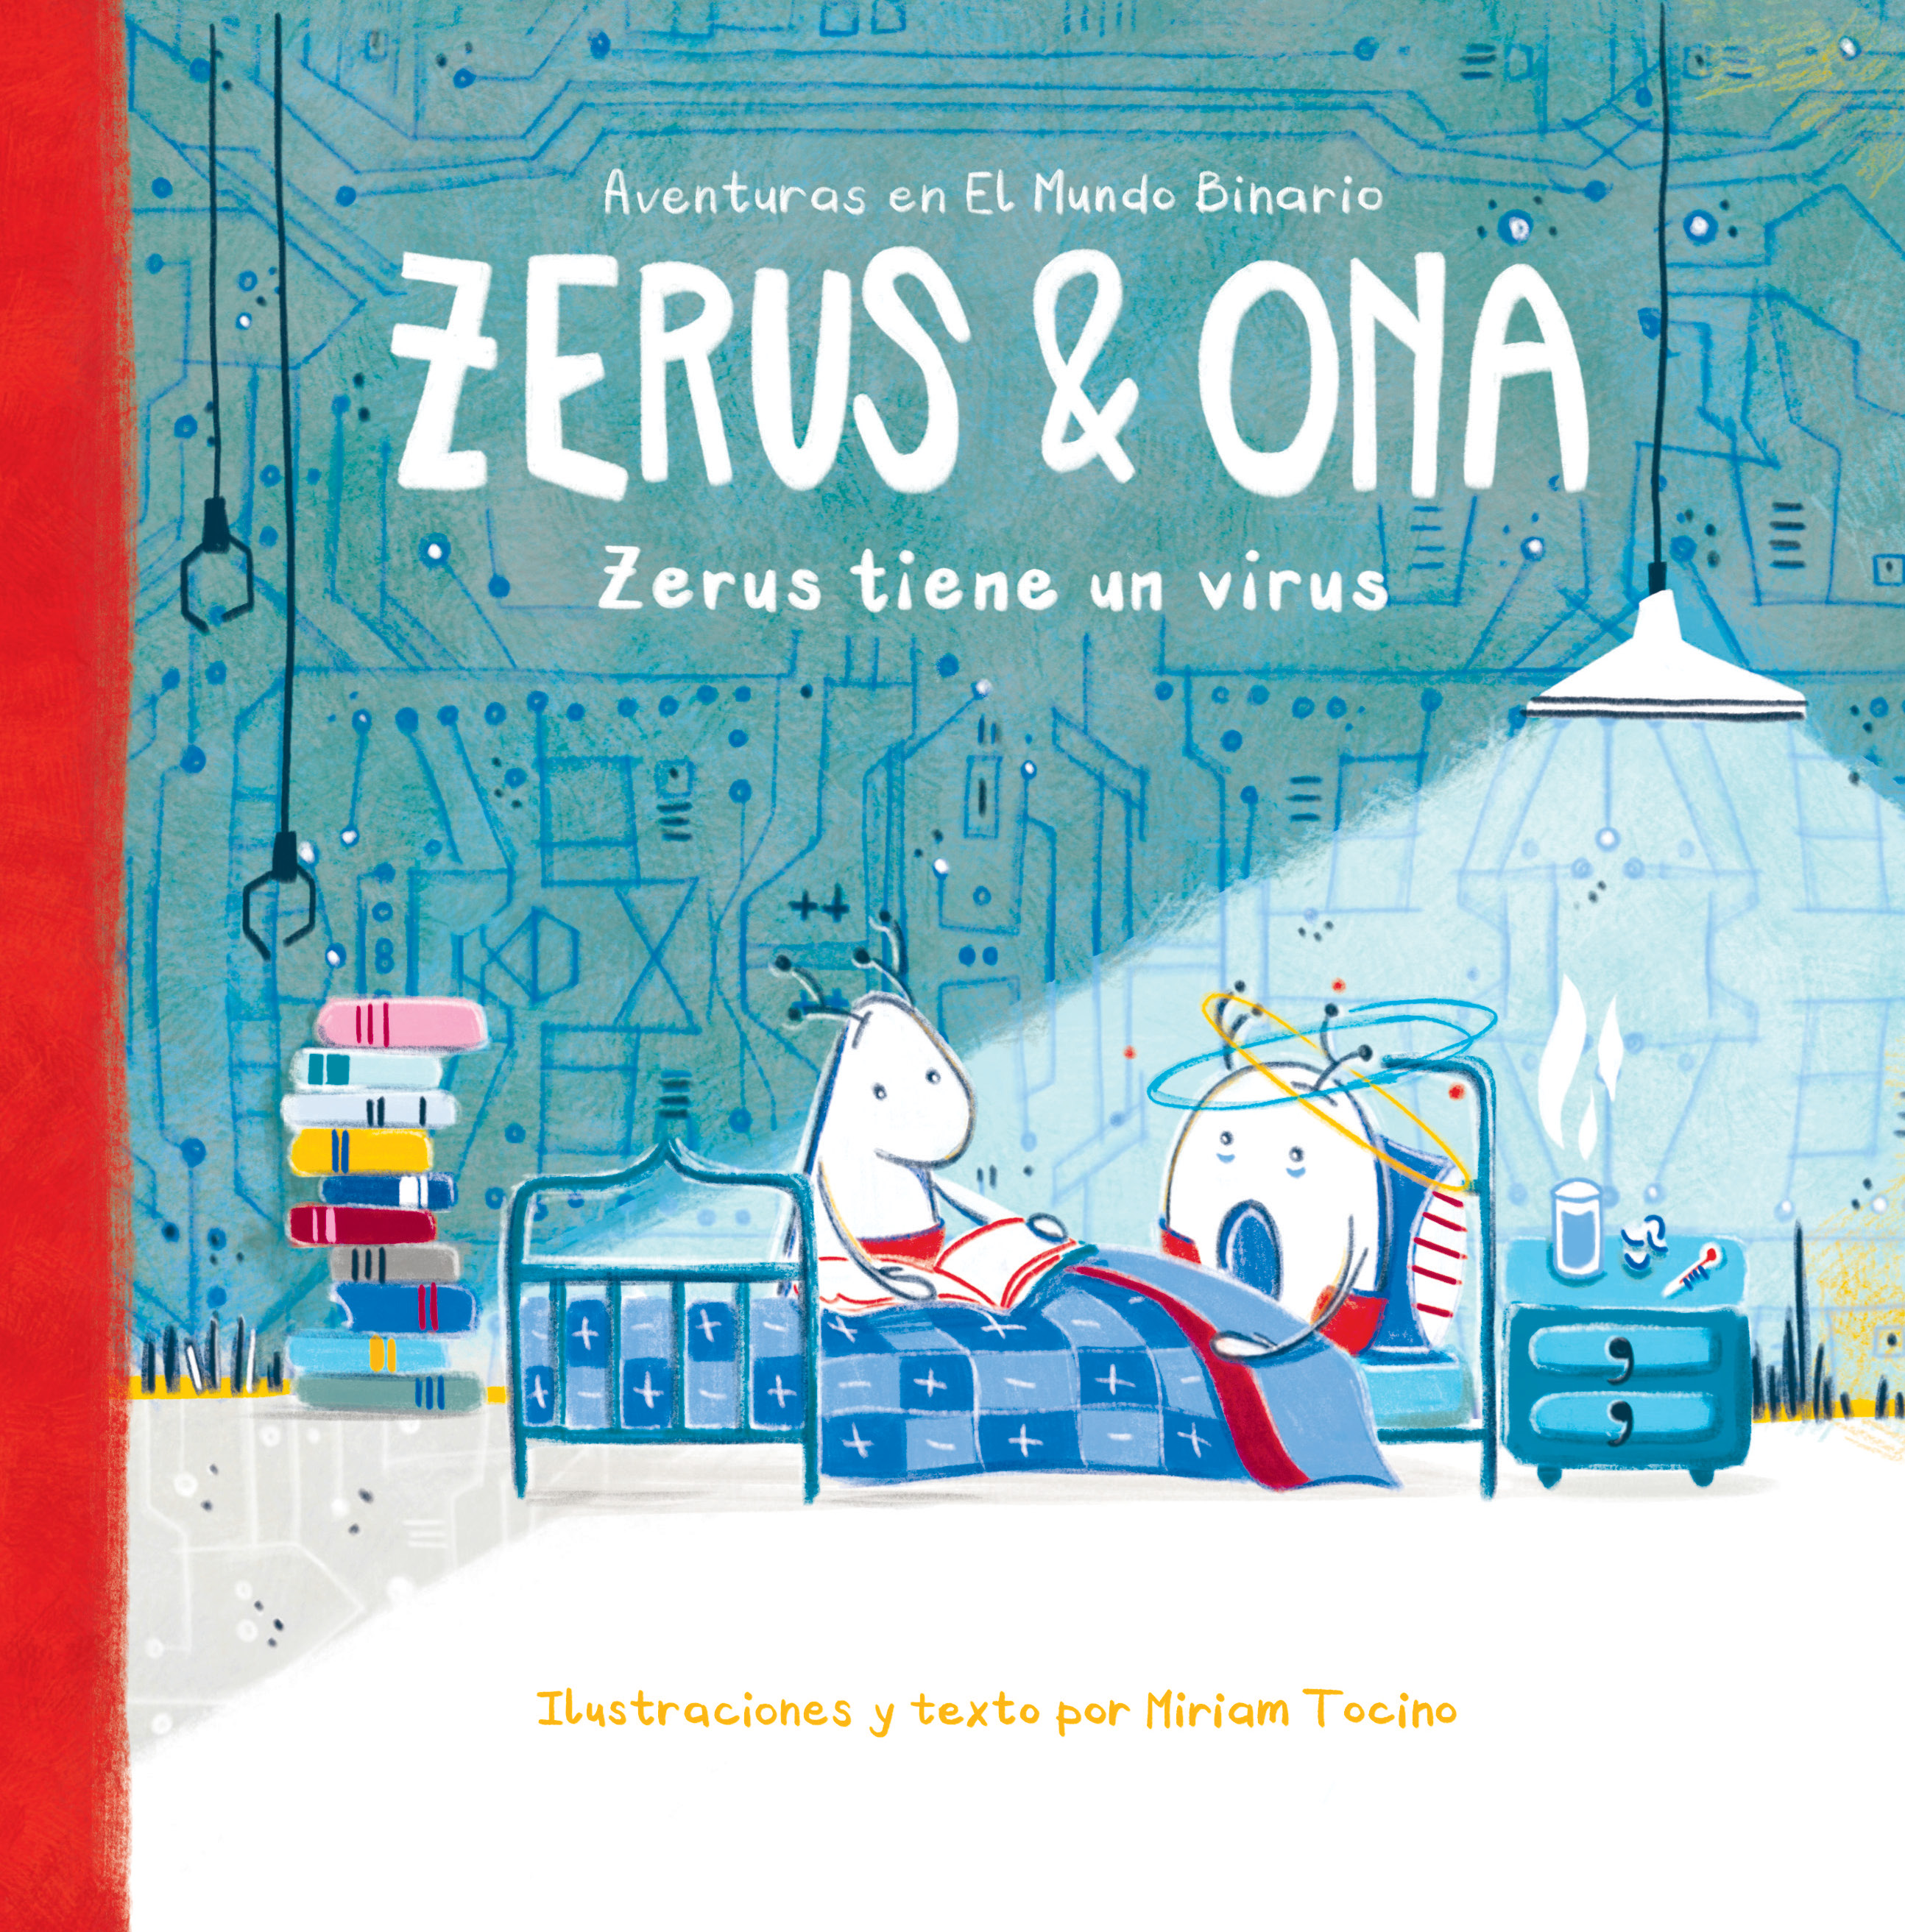 Aventuras en El Mundo Binario
ZERUS & ONA
Zerus tiene un virus
Ilustraciones y texto por Miriam Tocino